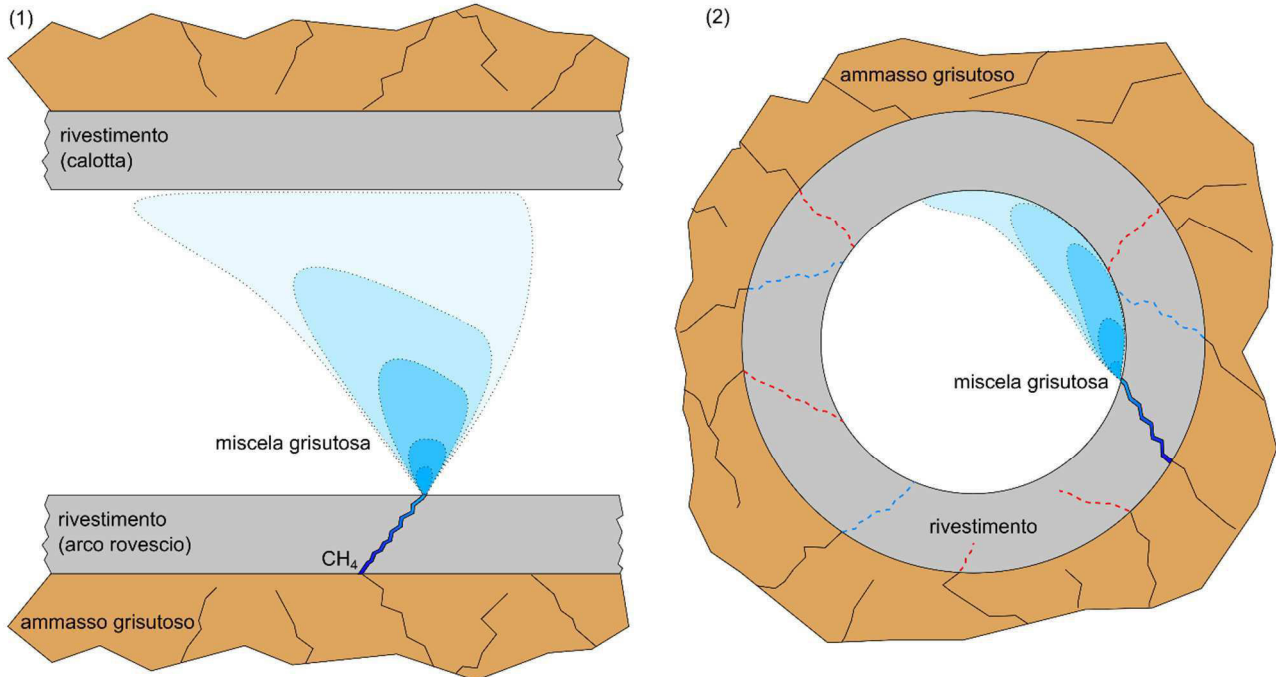 (1)
rivestimento
(calotta)
miscela grisutosa
rivestimento
(arco rovescio)
CH₄
ammasso grisutoso
(2)
ammasso grisutoso
miscela grisutosa
rivestimento